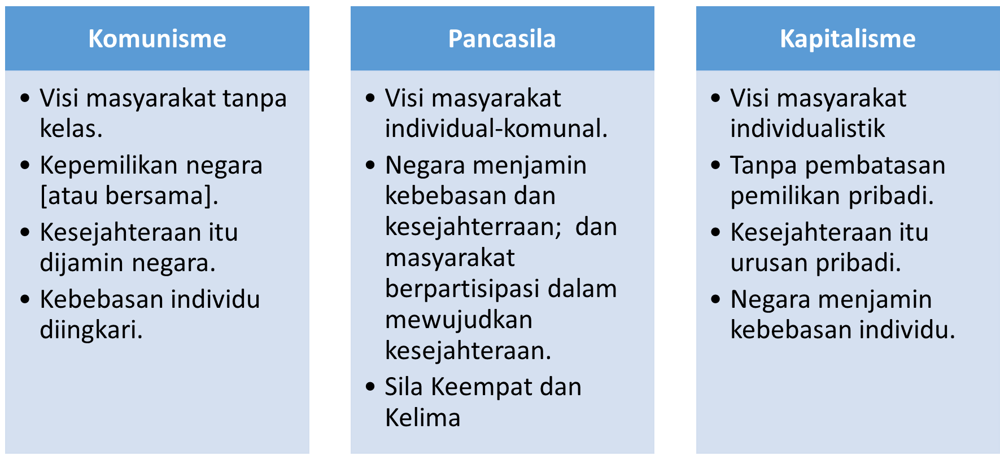 Komunisme
• Visi masyarakat tanpa
kelas.
• Kepemilikan negara
[atau bersama].
• Kesejahteraan itu
dijamin negara.
• Kebebasan individu
diingkari.
Pancasila
• Visi masyarakat
individual-komunal.
• Negara menjamin
kebebasan dan
kesejahterraan;  dan
masyarakat
berpartisipasi dalam
mewujudkan
kesejahteraan.
• Sila Keempat dan
Kelima
Kapitalisme
• Visi masyarakat
individualistik
• Tanpa pembatasan
pemilikan pribadi.
• Kesejahteraan itu
urusan pribadi.
• Negara menjamin
kebebasan individu.